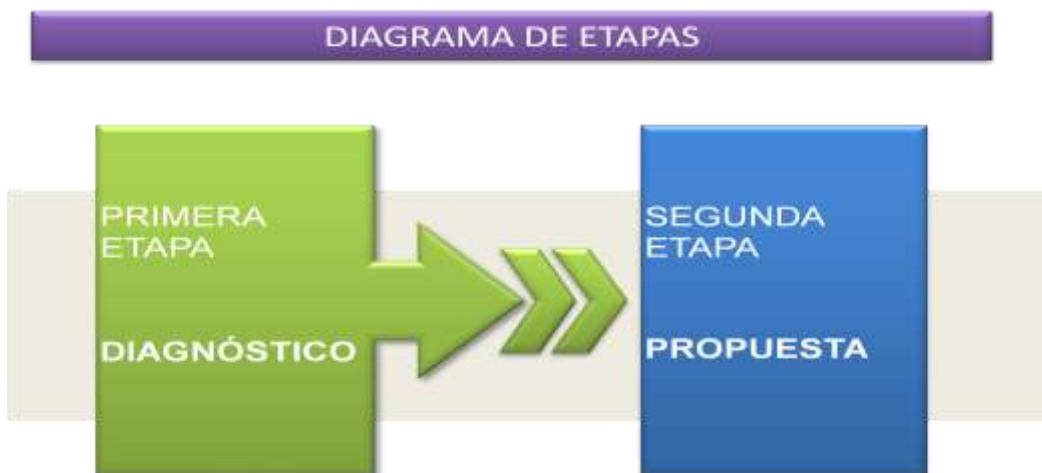 DIAGRAMA DE ETAPAS
PRIMERA
ETAPA
DIAGNÓSTICO
SEGUNDA
ETAPA
PROPUESTA